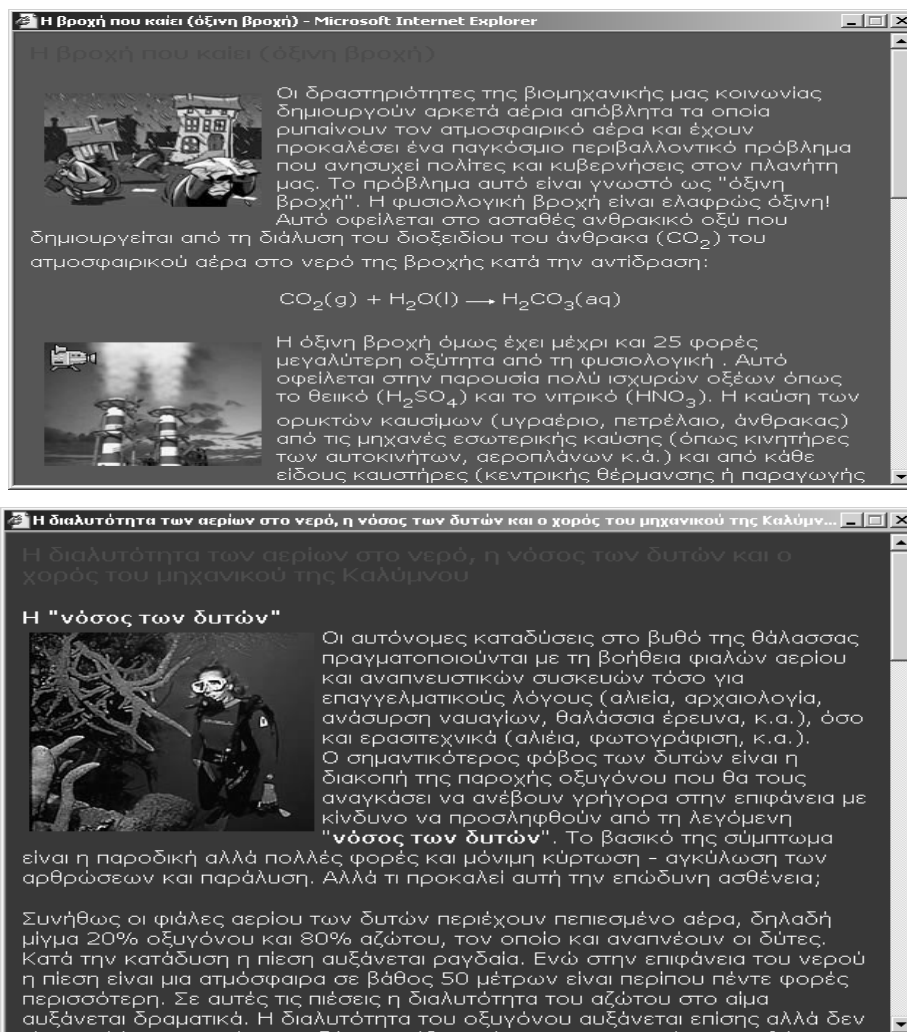 Η βροχή που καίει (όξινη βροχή) - Microsoft Internet Explorer
Η βροχή που καίει (όξινη βροχή)
Οι δραστηριότητες της βιομηχανικής μας κοινωνίας
δημιουργούν αρκετά αέρια απόβλητα τα οποία
ρυπαίνουν τον ατμοσφαιρικό αέρα και έχουν
προκαλέσει ένα παγκόσμιο περιβαλλοντικό πρόβλημα
που ανησυχεί πολίτες και κυβερνήσεις στον πλανήτη
μας. Το πρόβλημα αυτό είναι γνωστό ως "όξινη
βροχή". Η φυσιολογική βροχή είναι ελαφρώς όξινη!
Αυτό οφείλεται στο ασταθές ανθρακικό οξύ που
δημιουργείται από τη διάλυση του διοξειδίου του άνθρακα (CO₂) του
ατμοσφαιρικού αέρα στο νερό της βροχής κατά την αντίδραση:
CO₂(g) + H₂O(l) → H₂CO₃(aq)
Η όξινη βροχή όμως έχει μέχρι και 25 φορές
μεγαλύτερη οξύτητα από τη φυσιολογική . Αυτό
οφείλεται στην παρουσία πολύ ισχυρών οξέων όπως
το θειικό (H₂SO₄) και το νιτρικό (HNO₃). Η καύση των
ορυκτών καυσίμων (υγραέριο, πετρέλαιο, άνθρακας)
από τις μηχανές εσωτερικής καύσης (όπως κινητήρες
των αυτοκινήτων, αεροπλάνων κ.ά.) και από κάθε
είδους καυστήρες (κεντρικής θέρμανσης ή παραγωγής
Η διαλυτότητα των αερίων στο νερό, η νόσος των δυτών και ο χορός του μηχανικού της Καλύμν...
Η διαλυτότητα των αερίων στο νερό, η νόσος των δυτών και ο
χορός του μηχανικού της Καλύμνου
Η "νόσος των δυτών"
Οι αυτόνομες καταδύσεις στο βυθό της θάλασσας
πραγματοποιούνται με τη βοήθεια φιαλών αερίου
και αναπνευστικών συσκευών τόσο για
επαγγελματικούς λόγους (αλιεία, αρχαιολογία,
ανάσυρση ναυαγίων, θαλάσσια έρευνα, κ.α.), όσο
και ερασιτεχνικά (αλιέια, φωτογράφιση, κ.α.).
Ο σημαντικότερος φόβος των δυτών είναι η
διακοπή της παροχής οξυγόνου που θα τους
αναγκάσει να ανέβουν γρήγορα στην επιφάνεια με
κίνδυνο να προσληφθούν από τη λεγόμενη
"νόσος των δυτών". Το βασικό της σύμπτωμα
είναι η παροδική αλλά πολλές φορές και μόνιμη κύρτωση - αγκύλωση των
αρθρώσεων και παράλυση. Αλλά τι προκαλεί αυτή την επώδυνη ασθένεια;
Συνήθως οι φιάλες αερίου των δυτών περιέχουν πεπιεσμένο αέρα, δηλαδή
μίγμα 20% οξυγόνου και 80% αζώτου, τον οποίο και αναπνέουν οι δύτες.
Κατά την κατάδυση η πίεση αυξάνεται ραγδαία. Ενώ στην επιφάνεια του νερού
η πίεση είναι μια ατμόσφαιρα σε βάθος 50 μέτρων είναι περίπου πέντε φορές
περισσότερη. Σε αυτές τις πιέσεις η διαλυτότητα του αζώτου στο αίμα
αυξάνεται δραματικά. Η διαλυτότητα του οξυγόνου αυξάνεται επίσης αλλά δεν